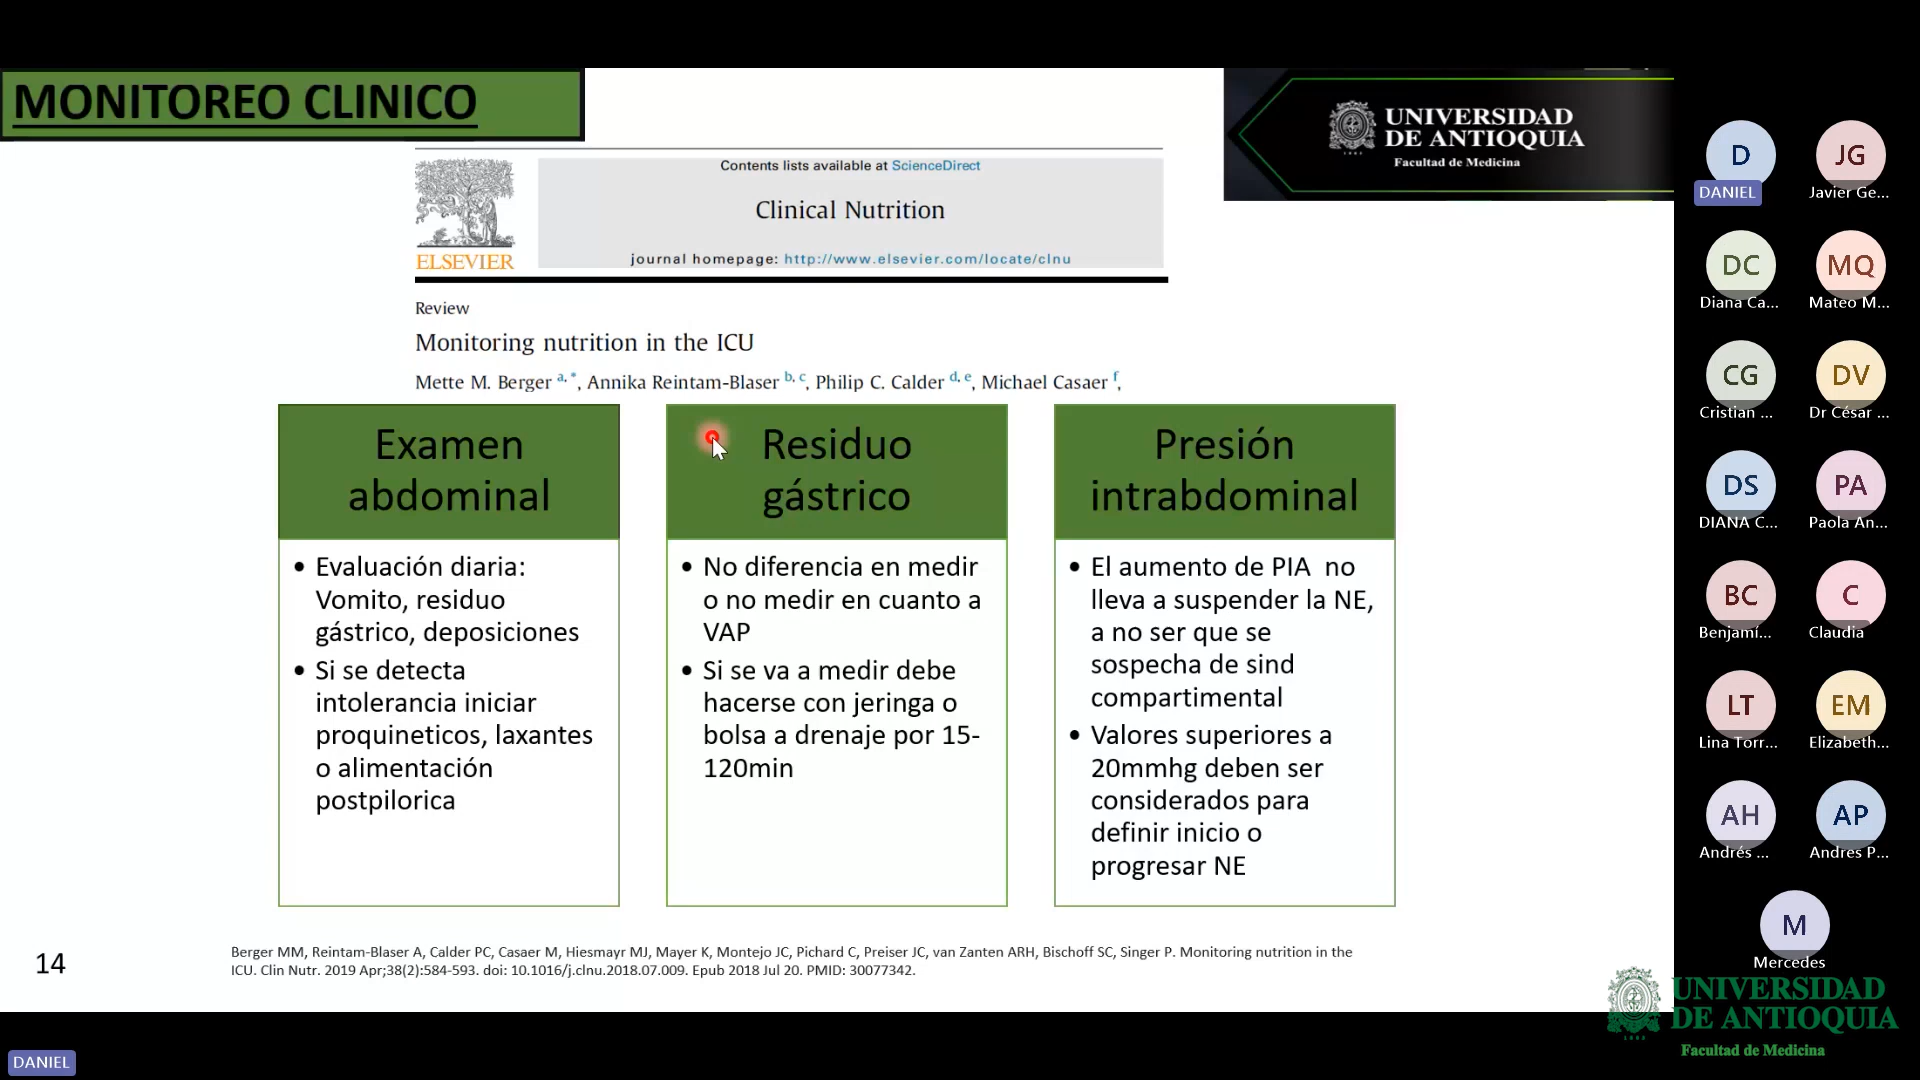 MONITOREO CLINICO
UNIVERSIDAD
DE ANTIOQUIA
1803
Facultad de Medicina
Contents lists available at ScienceDirect
Clinical Nutrition
journal homepage: http://www.elsevier.com/locate/clnu
ELSEVIER
Review
Monitoring nutrition in the ICU
Mette M. Berger a, *, Annika Reintam-Blaser b, c, Philip C. Calder d, e, Michael Casaer f,
Examen
abdominal
• Evaluación diaria:
Vomito, residuo
gástrico, deposiciones
• Si se detecta
intolerancia iniciar
proquineticos, laxantes
o alimentación
postpilorica
Residuo
gástrico
• No diferencia en medir
o no medir en cuanto a
VAP
• Si se va a medir debe
hacerse con jeringa o
bolsa a drenaje por 15-
120min
Presión
intrabdominal
• El aumento de PIA no
lleva a suspender la NE,
a no ser que se
sospecha de sind
compartimental
• Valores superiores a
20mmhg deben ser
considerados para
definir inicio o
progresar NE
14
Berger MM, Reintam-Blaser A, Calder PC, Casaer M, Hiesmayr MJ, Mayer K, Montejo JC, Pichard C, Preiser JC, van Zanten ARH, Bischoff SC, Singer P. Monitoring nutrition in the
ICU. Clin Nutr. 2019 Apr;38(2):584-593. doi: 10.1016/j.clnu.2018.07.009. Epub 2018 Jul 20. PMID: 30077342.
D
DANIEL
JG
Javier Ge...
DC
Diana Ca...
MQ
Mateo M...
CG
Cristian ...
DV
Dr César ...
DS
DIANA C...
PA
Paola An...
BC
Benjamí...
C
Claudia
LT
Lina Torr...
EM
Elizabeth...
AH
Andrés ...
AP
Andres P...
M
Mercedes
UNIVERSIDAD
DE ANTIOQUIA
1803
Facultad de Medicina
DANIEL